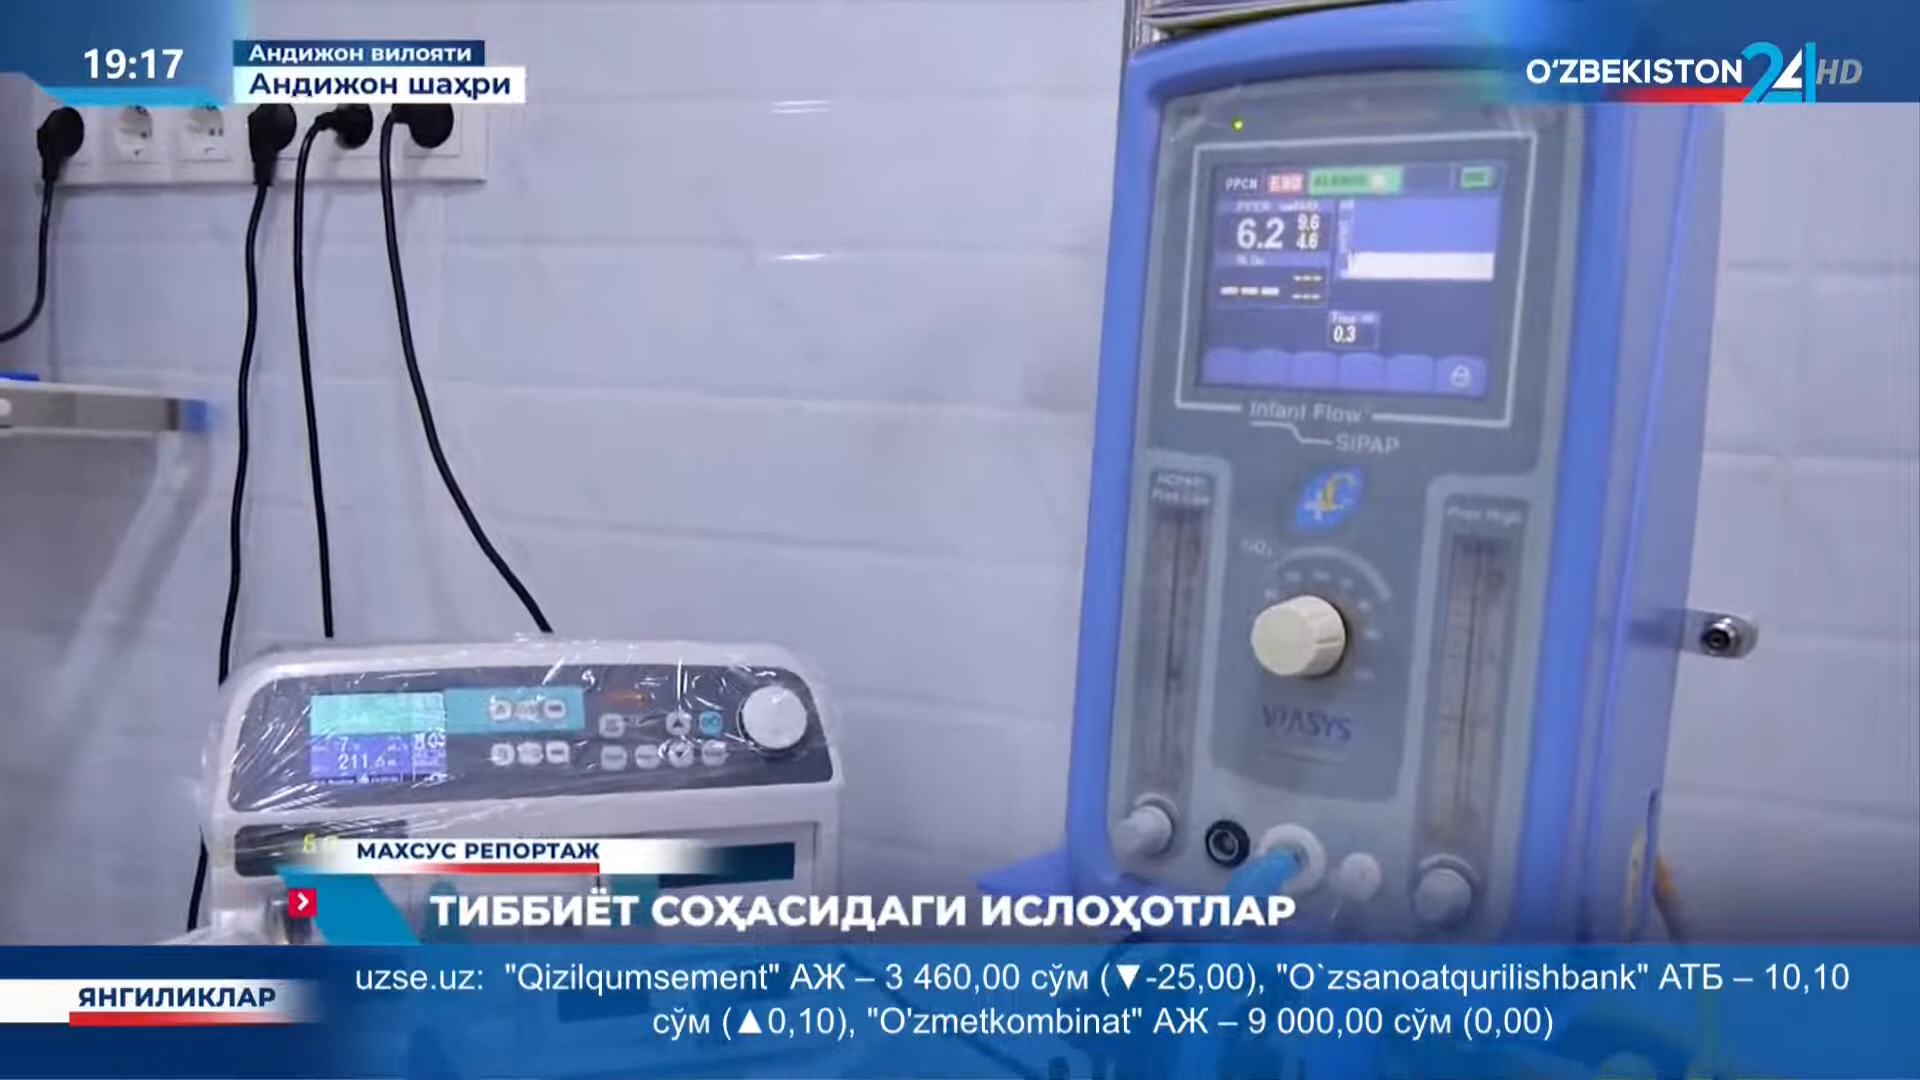 19:17
Андижон вилояти
Андижон шаҳри
O‘ZBEKISTON 24 HD
6.2
9.6
4.6
0.3
Infant Flow
SIPAP
Pres High
VIASYS
211.
МАХСУС РЕПОРТАЖ
ТИББИЁТ СОҲАСИДАГИ ИСЛОҲОТЛАР
ЯНГИЛИКЛАР
uzse.uz: "Qizilqumsement" АЖ – 3 460,00 сўм (▼-25,00), "O`zsanoatqurilishbank" АТБ – 10,10
сўм (▲0,10), "O'zmetkombinat" АЖ – 9 000,00 сўм (0,00)